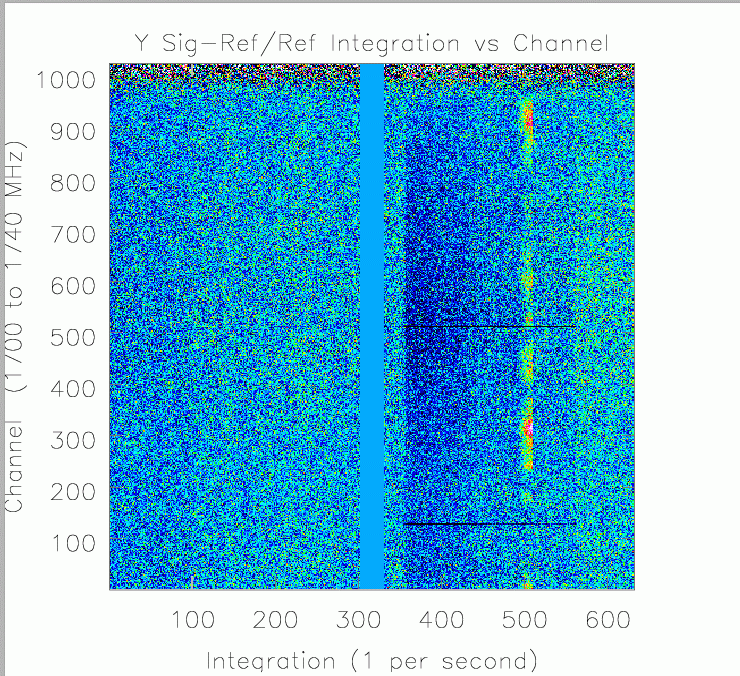 Y Sig-Ref/Ref Integration vs Channel
1000
900
800
700
600
500
400
300
200
100
Channel (1700 to 1740 MHz)
100 200 300 400 500 600
Integration (1 per second)